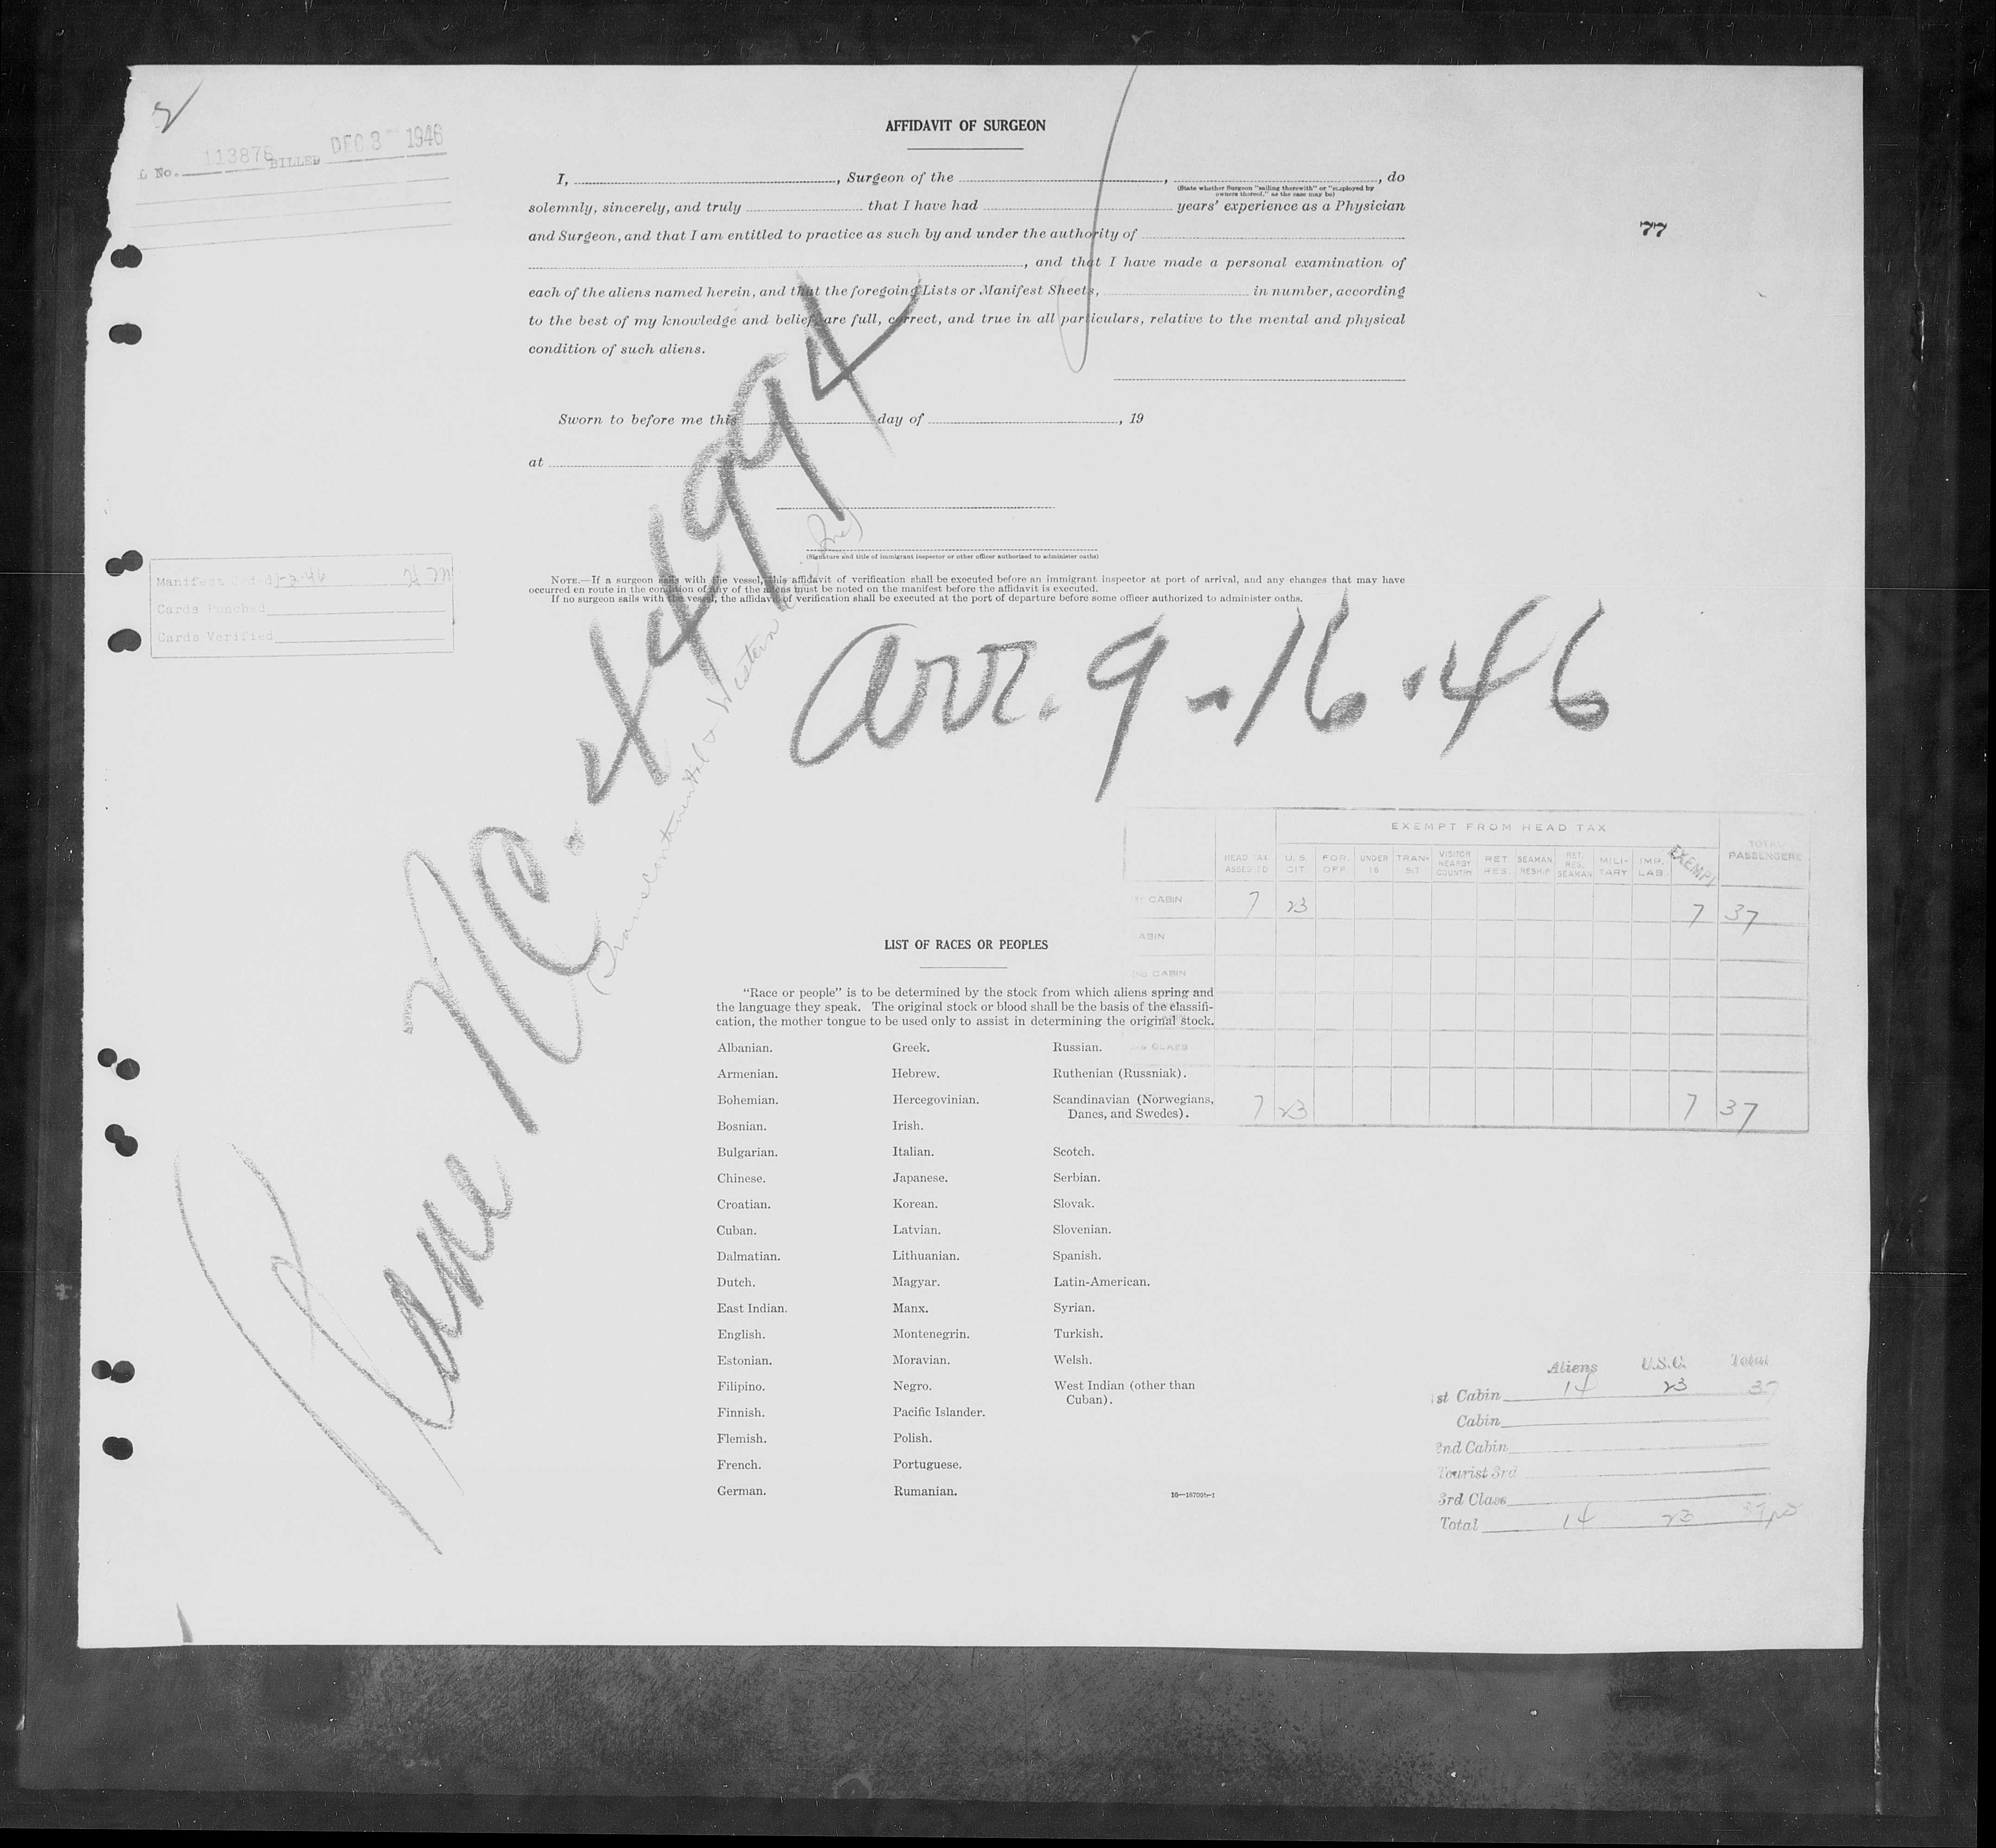 2
No. 113876 BILLED DEC 3 1946
AFFIDAVIT OF SURGEON
I, , Surgeon of the , , do
(State whether Surgeon "sailing therewith" or "employed by
owners thereof," as the case may be)
solemnly, sincerely, and truly that I have had years' experience as a Physician
and Surgeon, and that I am entitled to practice as such by and under the authority of
, and that I have made a personal examination of
each of the aliens named herein, and that the foregoing Lists or Manifest Sheets, in number, according
to the best of my knowledge and belief, are full, correct, and true in all particulars, relative to the mental and physical
condition of such aliens.
77
Sworn to before me this day of , 19
at
(Signature and title of immigrant inspector or other officer authorized to administer oaths)
NOTE.—If a surgeon sails with the vessel, this affidavit of verification shall be executed before an immigrant inspector at port of arrival, and any changes that may have
occurred en route in the condition of any of the aliens must be noted on the manifest before the affidavit is executed.
If no surgeon sails with the vessel, the affidavit of verification shall be executed at the port of departure before some officer authorized to administer oaths.
Manifest
Cards Punched
Cards Verified
Plane NC. 44994
(Transcontinental & Western
arr. 9-16-46
EXEMPT FROM HEAD TAX
HEAD TAX ASSESSED U.S. CIT. FOR. OFF. UNDER 16 TRANSIT VISITOR NEARBY COUNTRY RET. RES. SEAMAN RESHIP RET. RES. SEAMAN MILITARY IMP. LAB. EXEMPT TOTAL PASSENGERS
CABIN 7 23 7 37
ABIN
CABIN
CLASS
7 23 7 37
LIST OF RACES OR PEOPLES
"Race or people" is to be determined by the stock from which aliens spring and
the language they speak. The original stock or blood shall be the basis of the classifi-
cation, the mother tongue to be used only to assist in determining the original stock.
Albanian. Greek. Russian.
Armenian. Hebrew. Ruthenian (Russniak).
Bohemian. Hercegovinian. Scandinavian (Norwegians,
Danes, and Swedes).
Bosnian. Irish.
Bulgarian. Italian. Scotch.
Chinese. Japanese. Serbian.
Croatian. Korean. Slovak.
Cuban. Latvian. Slovenian.
Dalmatian. Lithuanian. Spanish.
Dutch. Magyar. Latin-American.
East Indian. Manx. Syrian.
English. Montenegrin. Turkish.
Estonian. Moravian. Welsh.
Filipino. Negro. West Indian (other than
Cuban).
Finnish. Pacific Islander.
Flemish. Polish.
French. Portuguese.
German. Rumanian.
16—18709b-1
Aliens U.S.C. Total
1st Cabin 14 23 37
Cabin
2nd Cabin
Tourist 3rd
3rd Class
Total 14 23 37